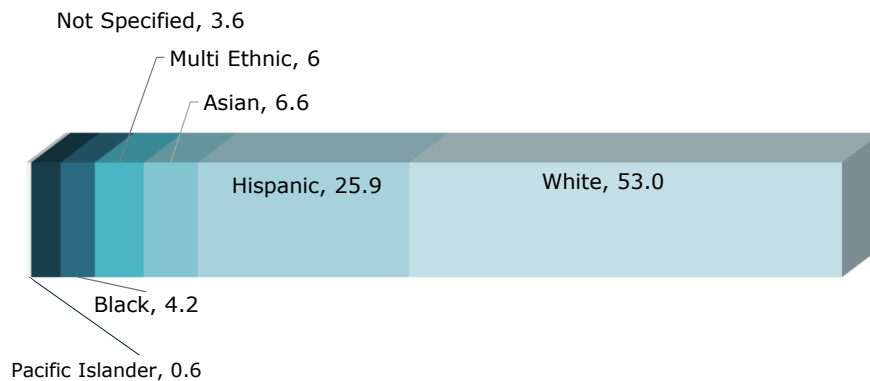 Not Specified, 3.6
Multi Ethnic, 6
Asian, 6.6
Hispanic, 25.9
White, 53.0
Black, 4.2
Pacific Islander, 0.6